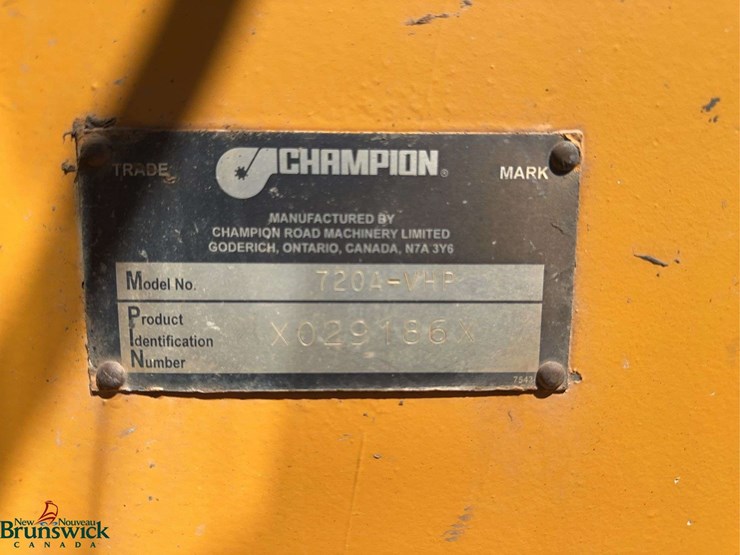 TRADE CHAMPION® MARK
MANUFACTURED BY
CHAMPION ROAD MACHINERY LIMITED
GODERICH, ONTARIO, CANADA, N7A 3Y6
Model No. 720A-VHP
Product
Identification X029186X
Number
New Nouveau
Brunswick
CANADA